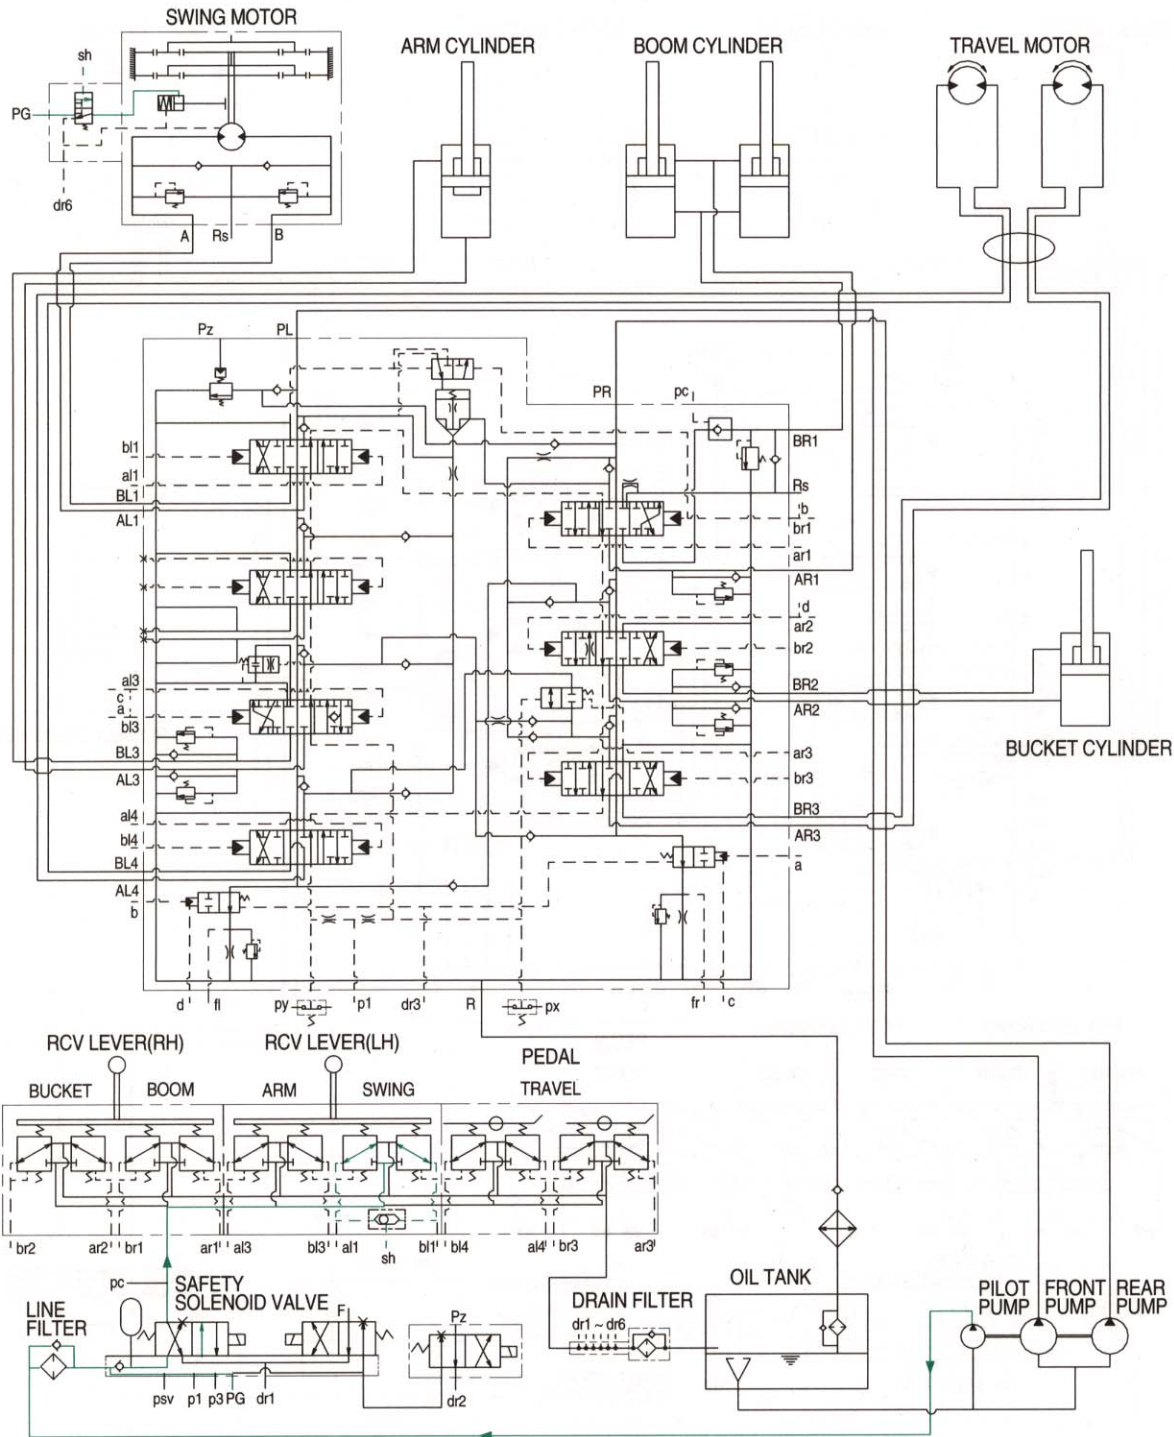 SWING MOTOR
ARM CYLINDER
BOOM CYLINDER
TRAVEL MOTOR
sh
PG
dr6
A
Rs
B
Pz
PL
PR
pc
bl1
al1
BL1
AL1
BR1
Rs
b
br1
ar1
AR1
d
ar2
br2
BR2
AR2
al3
c
a
bl3
BL3
AL3
ar3
br3
BR3
AR3
BUCKET CYLINDER
al4
bl4
BL4
AL4
b
a
d
fl
py
p1
dr3
R
px
fr
c
RCV LEVER(RH)
RCV LEVER(LH)
PEDAL
BUCKET
BOOM
ARM
SWING
TRAVEL
br2
ar2
br1
ar1
al3
bl3
al1
sh
bl1
bl4
al4
br3
ar3
pc
SAFETY
SOLENOID VALVE
LINE
FILTER
F
Pz
psv
p1
p3
PG
dr1
dr2
DRAIN FILTER
dr1 ~ dr6
OIL TANK
PILOT
PUMP
FRONT
PUMP
REAR
PUMP